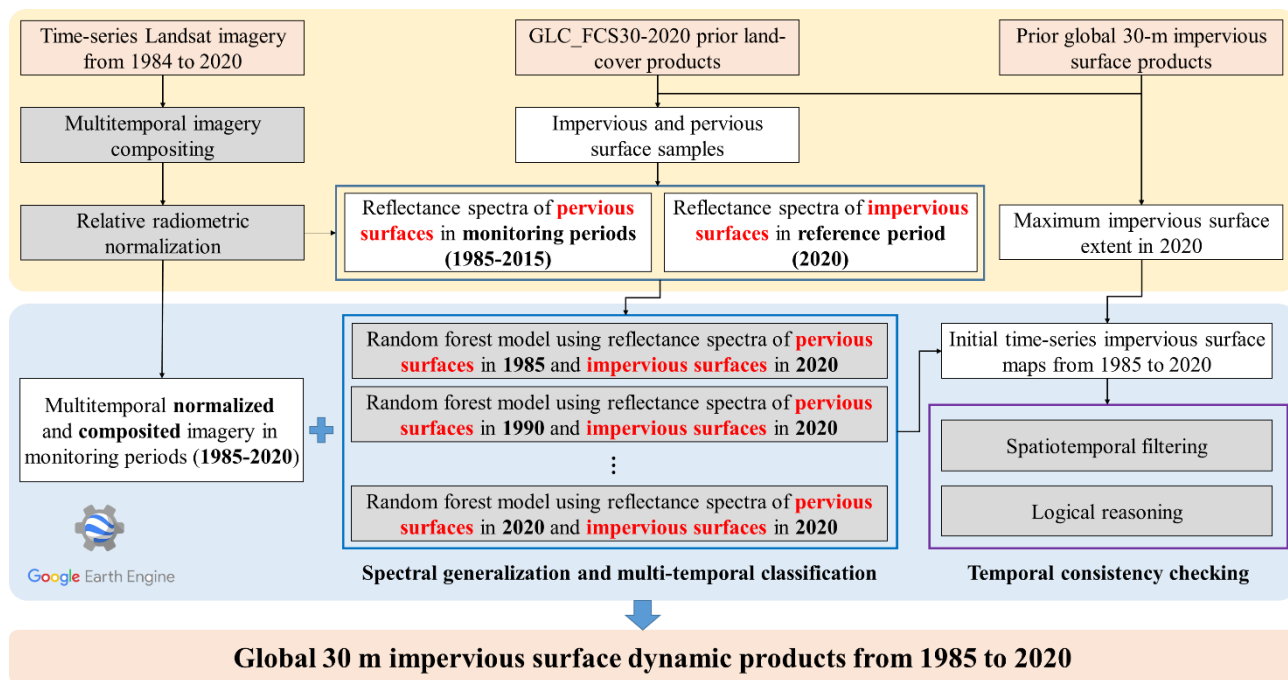 Time-series Landsat imagery
from 1984 to 2020
GLC_FCS30-2020 prior land-
cover products
Prior global 30-m impervious
surface products
Multitemporal imagery
compositing
Impervious and pervious
surface samples
Relative radiometric
normalization
Reflectance spectra of pervious
surfaces in monitoring periods
(1985-2015)
Reflectance spectra of impervious
surfaces in reference period
(2020)
Maximum impervious surface
extent in 2020
Multitemporal normalized
and composited imagery in
monitoring periods (1985-2020)
Random forest model using reflectance spectra of pervious
surfaces in 1985 and impervious surfaces in 2020
Random forest model using reflectance spectra of pervious
surfaces in 1990 and impervious surfaces in 2020
⋮
Random forest model using reflectance spectra of pervious
surfaces in 2020 and impervious surfaces in 2020
Initial time-series impervious surface
maps from 1985 to 2020
Spatiotemporal filtering
Logical reasoning
Google Earth Engine
Spectral generalization and multi-temporal classification
Temporal consistency checking
Global 30 m impervious surface dynamic products from 1985 to 2020